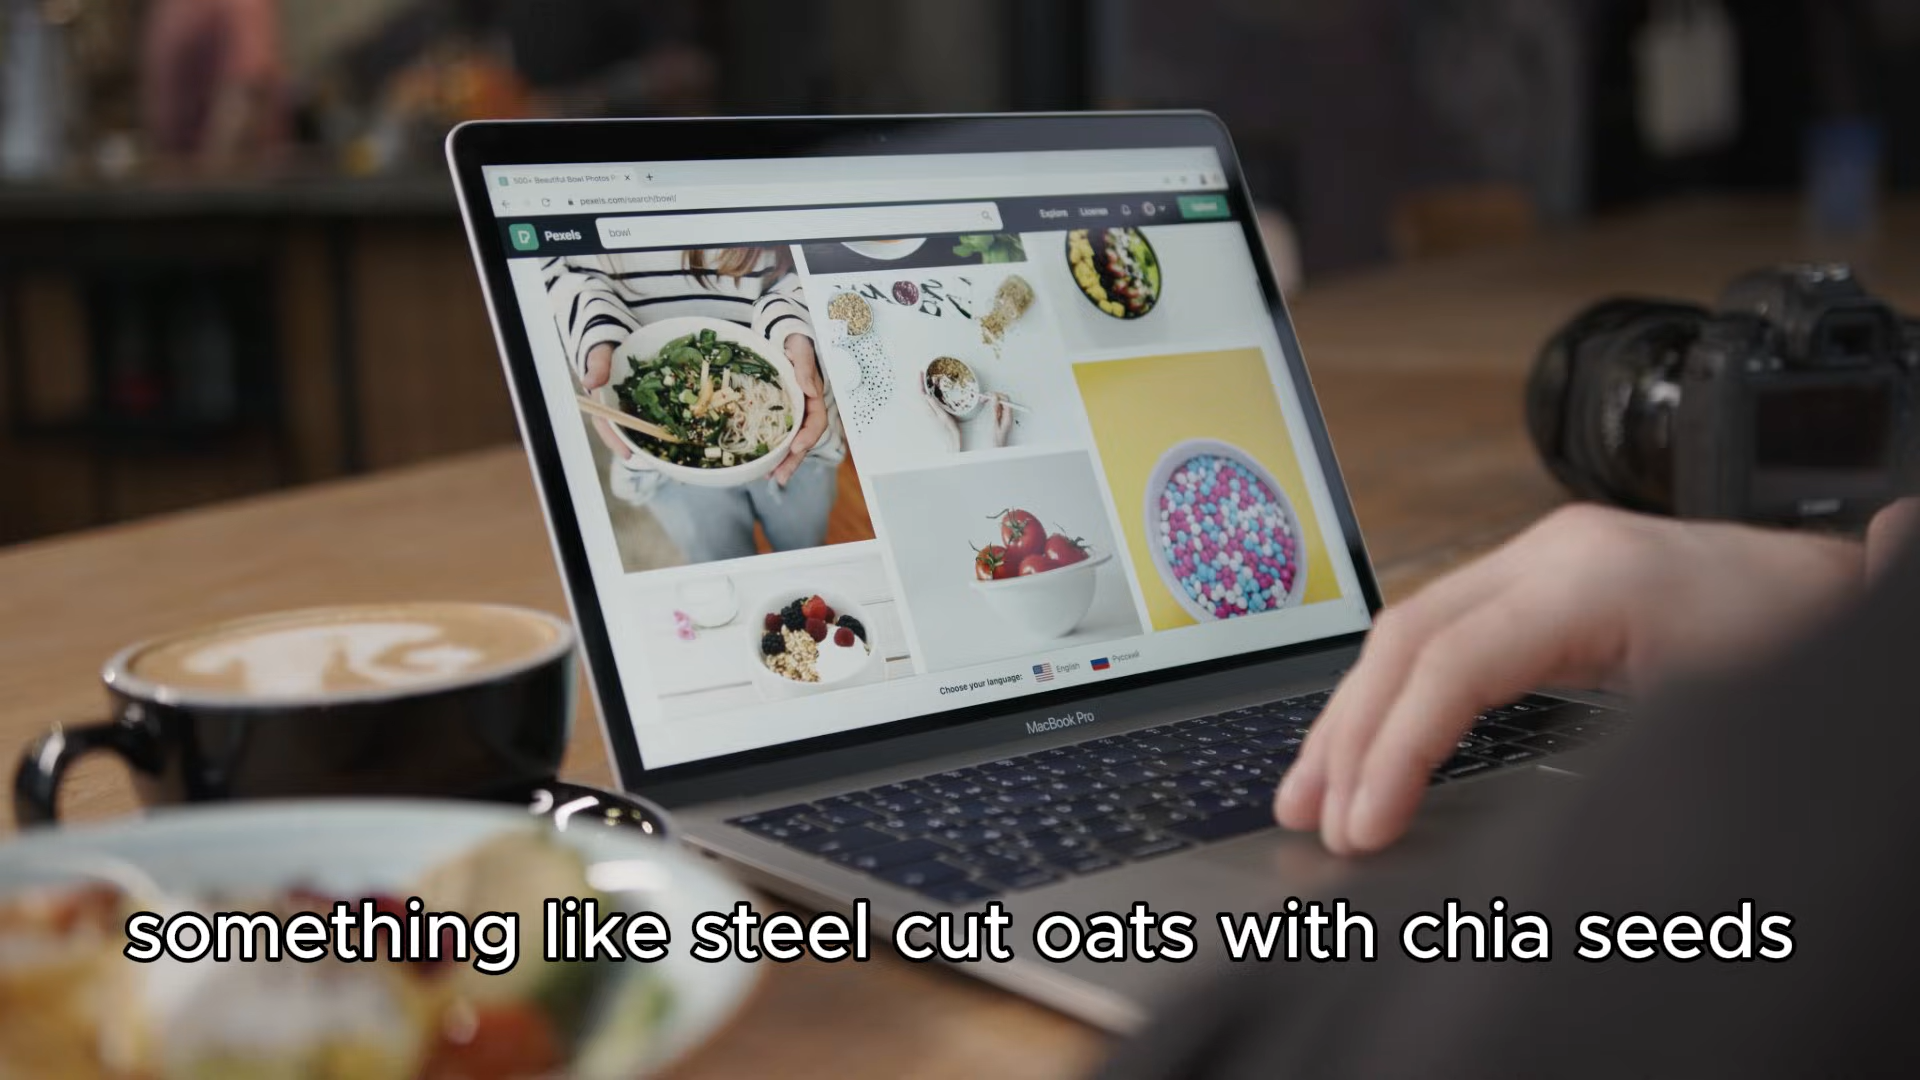 500+ Beautiful Bowl Photos
pexels.com/search/bowl/
Pexels
bowl
Explore
License
Upload
Choose your language:
English
Русский
MacBook Pro
something like steel cut oats with chia seeds